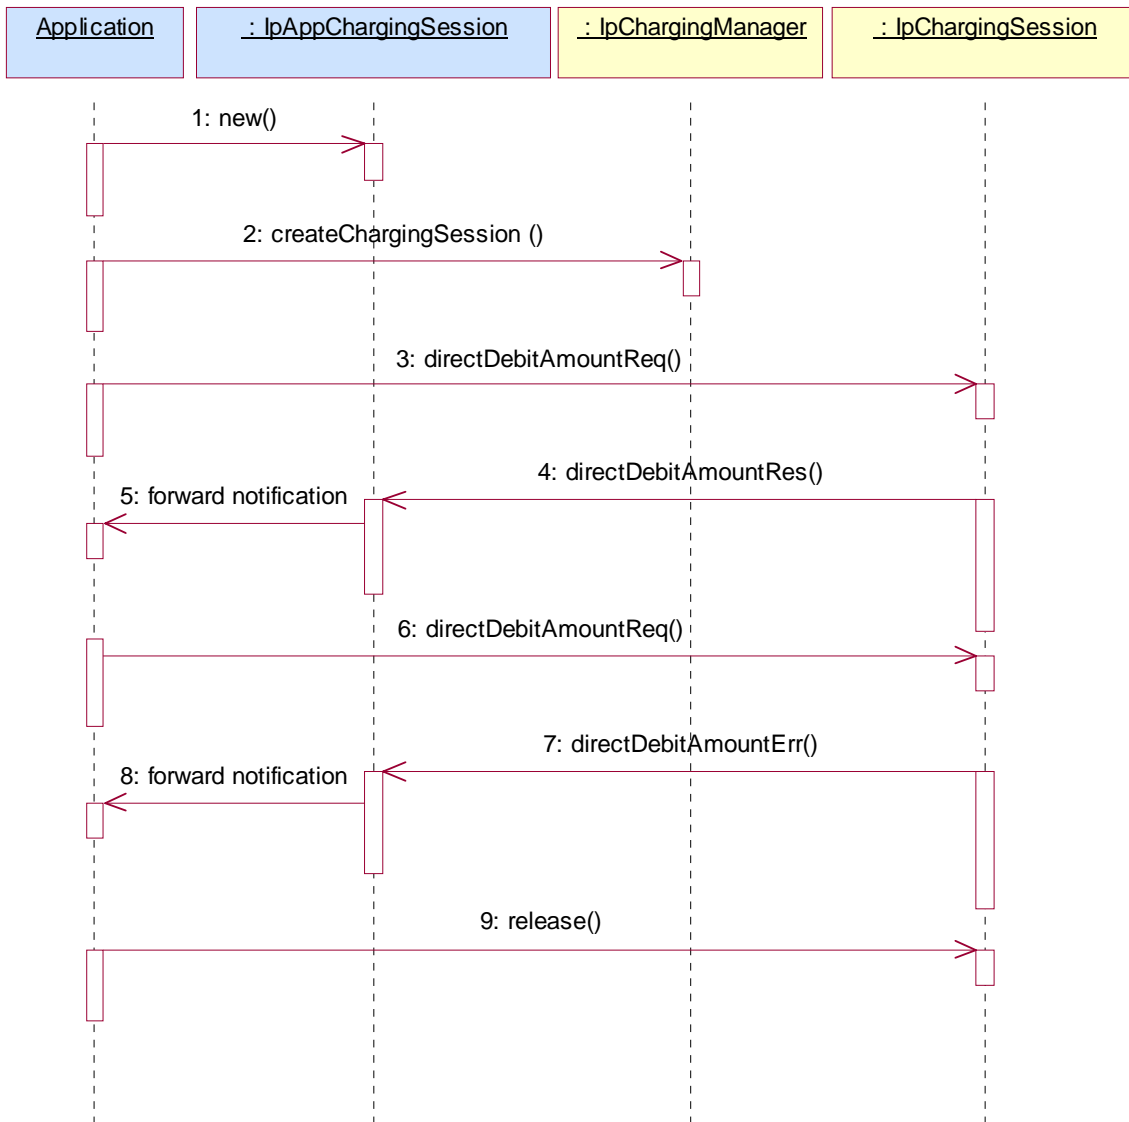 Application
: IpAppChargingSession
: IpChargingManager
: IpChargingSession
1: new()
2: createChargingSession ()
3: directDebitAmountReq()
4: directDebitAmountRes()
5: forward notification
6: directDebitAmountReq()
7: directDebitAmountErr()
8: forward notification
9: release()